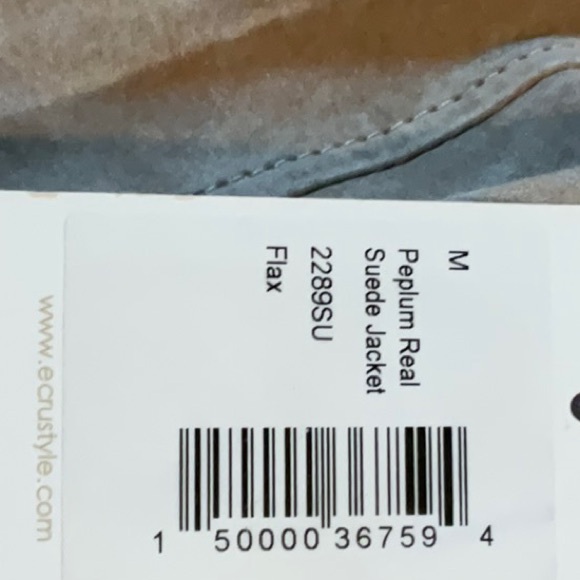 M
Peplum Real
Suede Jacket
2289SU
Flax
1 50000 36759 4
www.ecrustyle.com